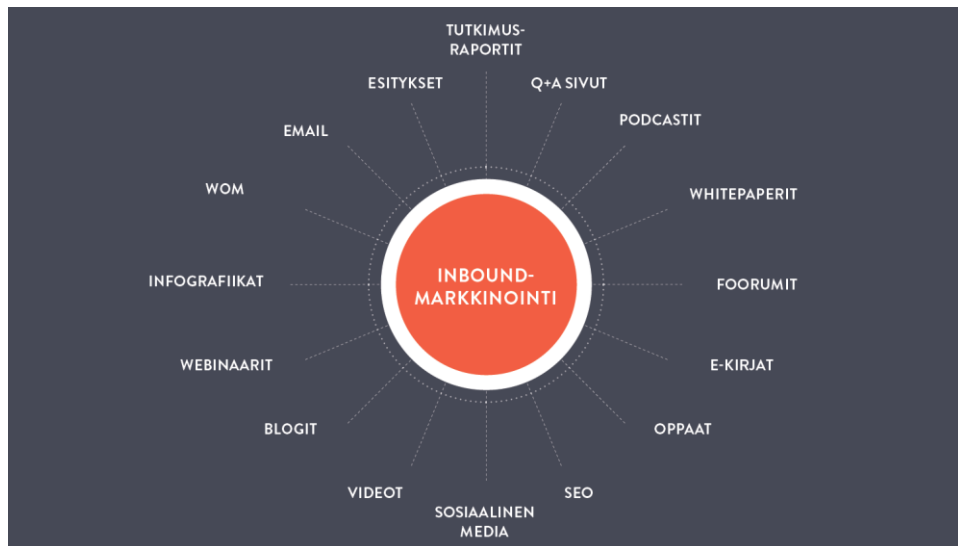 TUTKIMUS-
RAPORTIT
ESITYKSET
Q+A SIVUT
EMAIL
PODCASTIT
WOM
WHITEPAPERIT
INBOUND-
MARKKINOINTI
INFOGRAFIIKAT
FOORUMIT
WEBINAARIT
E-KIRJAT
BLOGIT
OPPAAT
VIDEOT
SEO
SOSIAALINEN
MEDIA